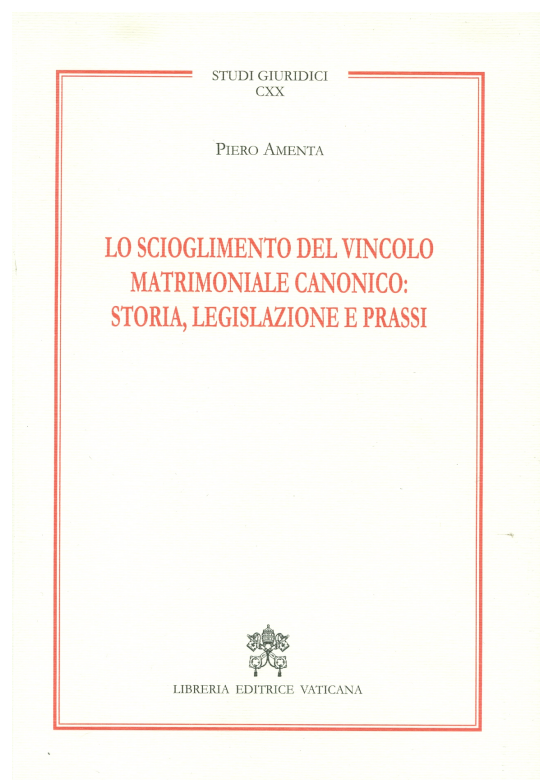 STUDI GIURIDICI
CXX
PIERO AMENTA
LO SCIOGLIMENTO DEL VINCOLO
MATRIMONIALE CANONICO:
STORIA, LEGISLAZIONE E PRASSI
LIBRERIA EDITRICE VATICANA